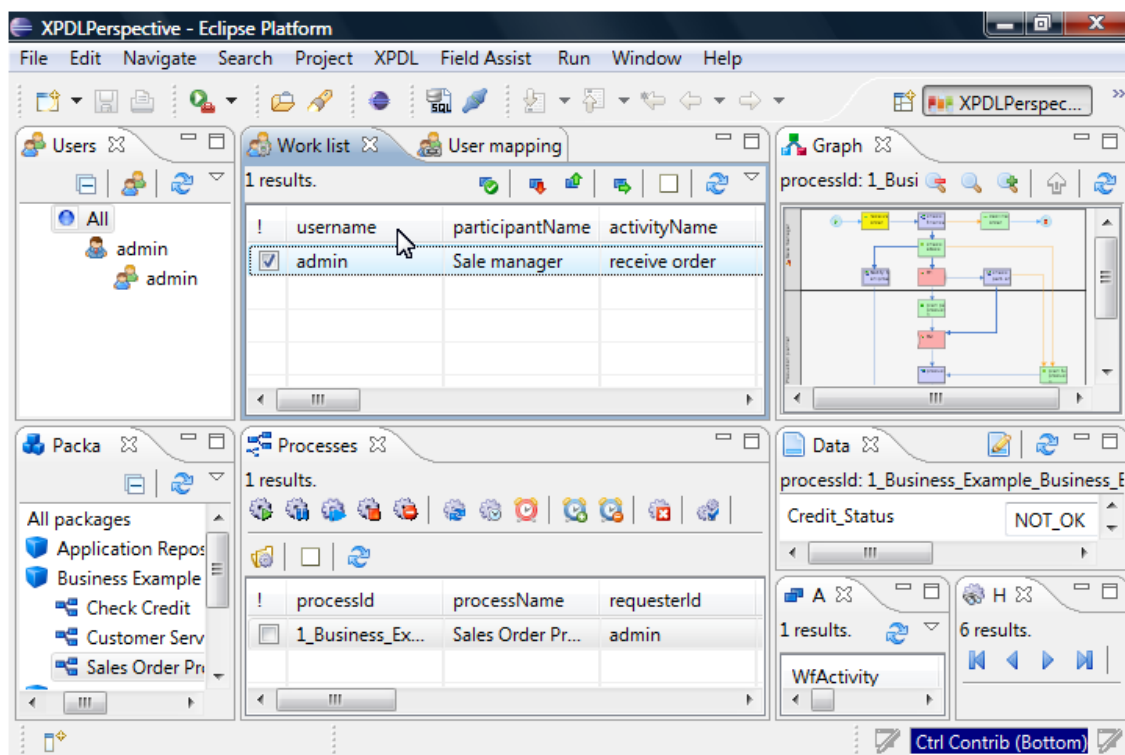 XPDLPerspective - Eclipse Platform
File Edit Navigate Search Project XPDL Field Assist Run Window Help
SQL
XPDLPerspec...
Users
All
admin
admin
Work list User mapping
1 results.
! username participantName activityName
admin Sale manager receive order
Graph
processId: 1_Busi
Packa
All packages
Application Repos
Business Example
Check Credit
Customer Serv
Sales Order Pro
Processes
1 results.
! processId processName requesterId
1_Business_Ex... Sales Order Pr... admin
Data
processId: 1_Business_Example_Business_E
Credit_Status NOT_OK
A
1 results.
WfActivity
H
6 results.
Ctrl Contrib (Bottom)